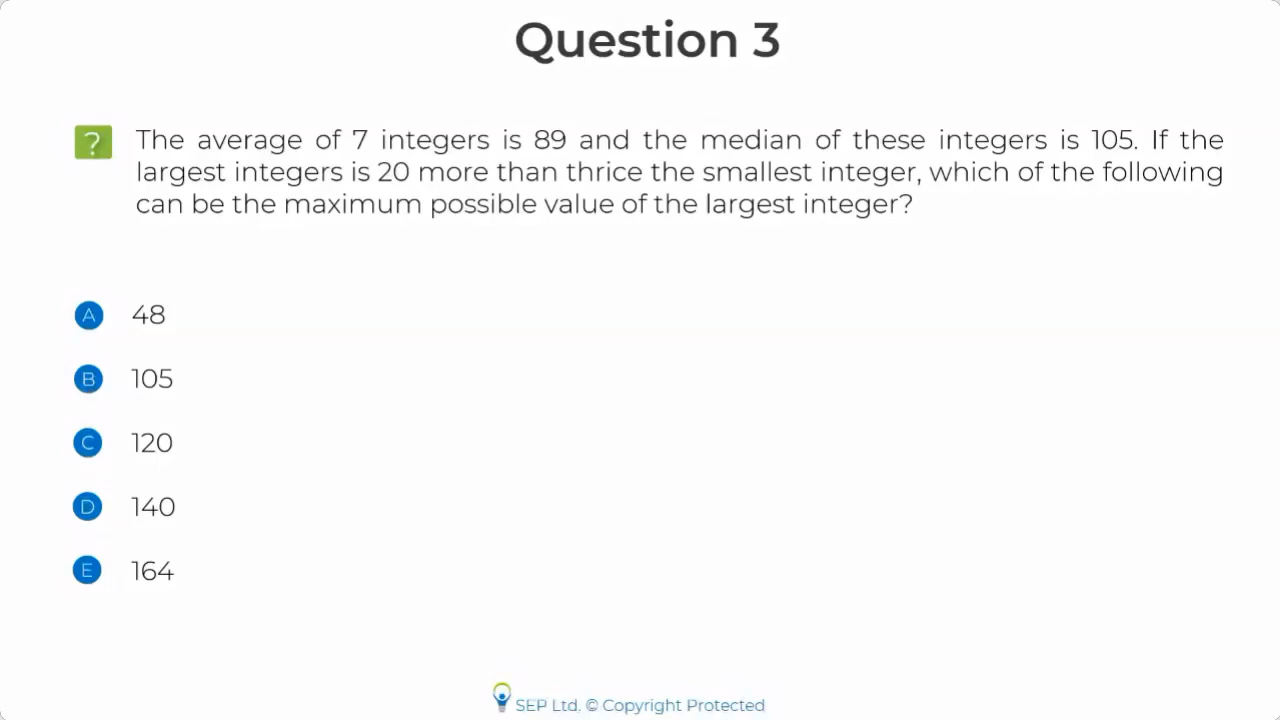 Question 3
? The average of 7 integers is 89 and the median of these integers is 105. If the
largest integers is 20 more than thrice the smallest integer, which of the following
can be the maximum possible value of the largest integer?
A 48
B 105
C 120
D 140
E 164
SEP Ltd. © Copyright Protected